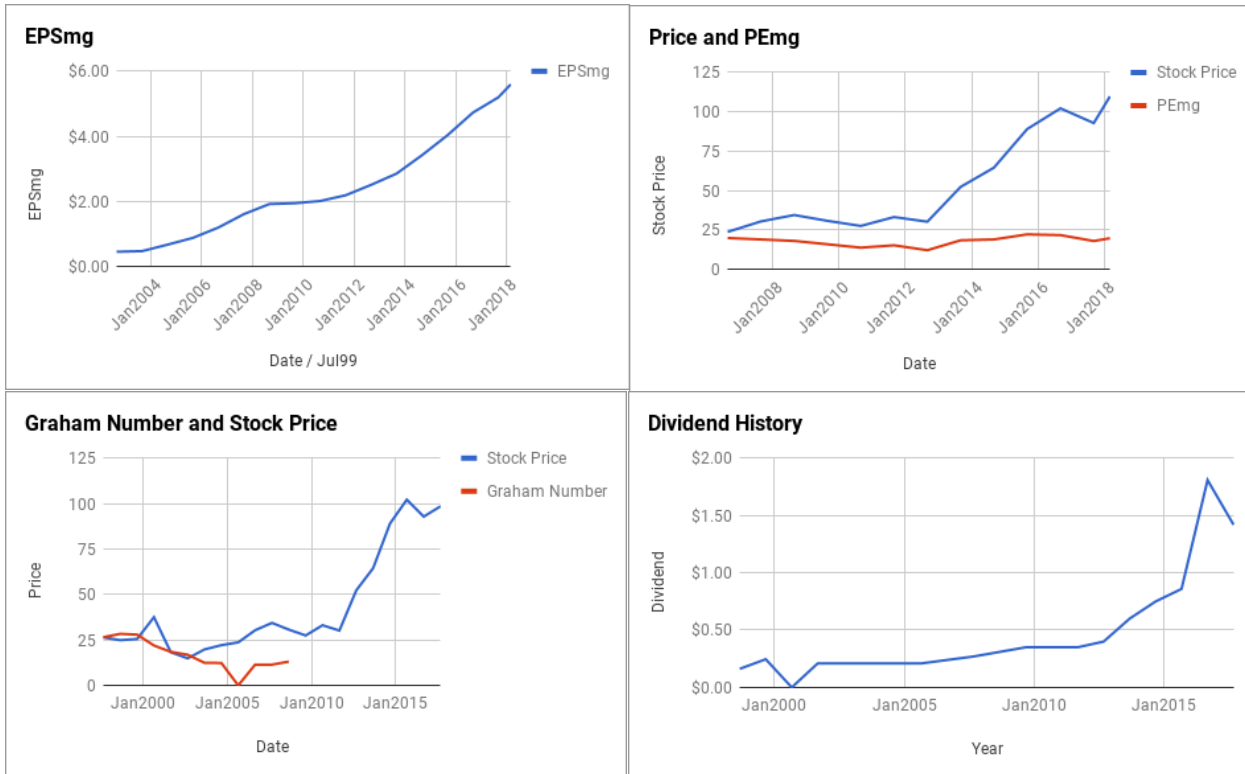 EPSmg
$6.00
$4.00
$2.00
$0.00
EPSmg
EPSmg
Jan2004
Jan2006
Jan2008
Jan2010
Jan2012
Jan2014
Jan2016
Jan2018
Date / Jul99
Price and PEmg
125
100
75
50
25
0
Stock Price
Stock Price
PEmg
Jan2008
Jan2010
Jan2012
Jan2014
Jan2016
Jan2018
Date
Graham Number and Stock Price
125
100
75
50
25
0
Price
Stock Price
Graham Number
Jan2000
Jan2005
Jan2010
Jan2015
Date
Dividend History
$2.00
$1.50
$1.00
$0.50
$0.00
Dividend
Jan2000
Jan2005
Jan2010
Jan2015
Year